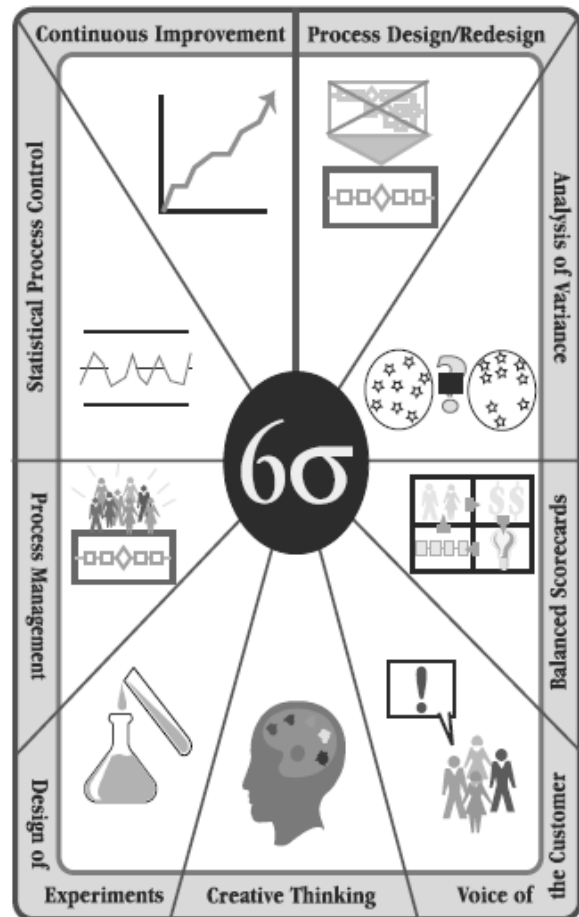 Continuous Improvement
Process Design/Redesign
Analysis of Variance
Balanced Scorecards
Voice of
the Customer
Creative Thinking
Design of
Experiments
Process Management
Statistical Process Control
6σ
$$
?
!
?